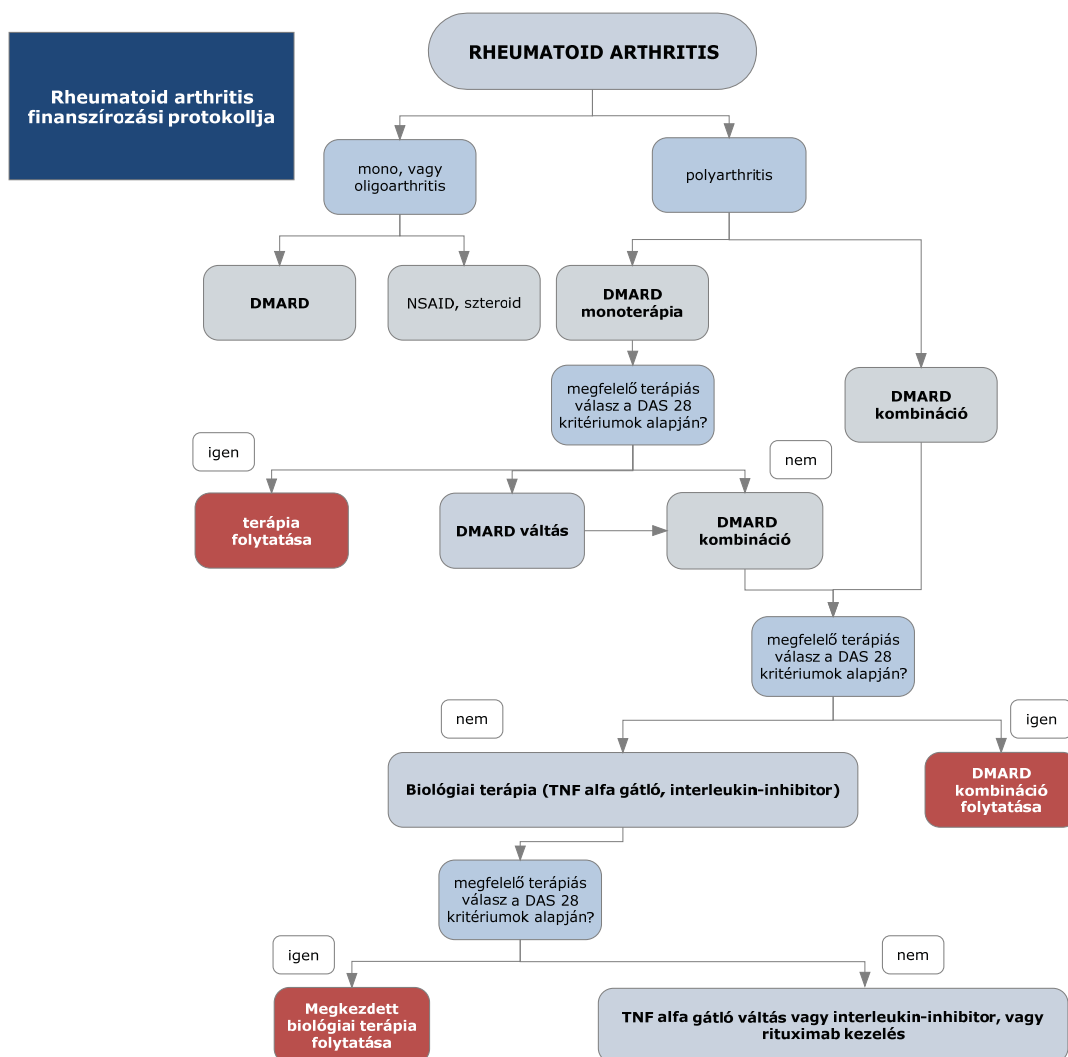 RHEUMATOID ARTHRITIS
Rheumatoid arthritis
finanszírozási protokollja
mono, vagy
oligoarthritis
polyarthritis
DMARD
NSAID, szteroid
DMARD
monoterápia
megfelelő terápiás
válasz a DAS 28
kritériumok alapján?
DMARD
kombináció
igen
nem
terápia
folytatása
DMARD váltás
DMARD
kombináció
megfelelő terápiás
válasz a DAS 28
kritériumok alapján?
nem
igen
Biológiai terápia (TNF alfa gátló, interleukin-inhibitor)
DMARD
kombináció
folytatása
megfelelő terápiás
válasz a DAS 28
kritériumok alapján?
igen
nem
Megkezdett
biológiai terápia
folytatása
TNF alfa gátló váltás vagy interleukin-inhibitor, vagy
rituximab kezelés